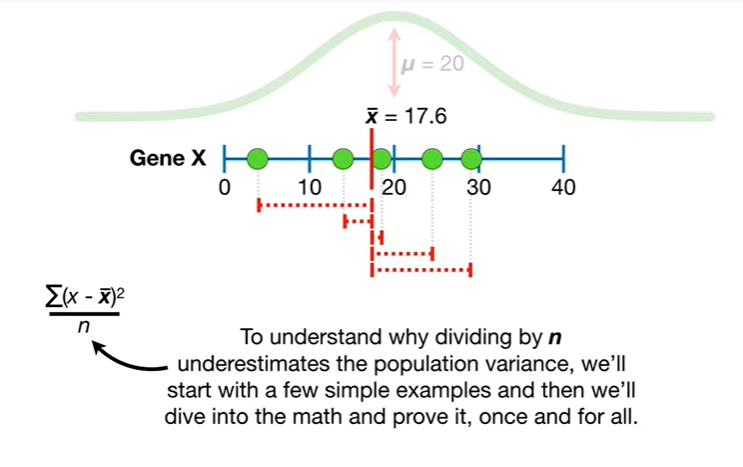 μ = 20
x̄ = 17.6
Gene X
0 10 20 30 40
∑(x - x̄)²
n
To understand why dividing by n
underestimates the population variance, we’ll
start with a few simple examples and then we’ll
dive into the math and prove it, once and for all.